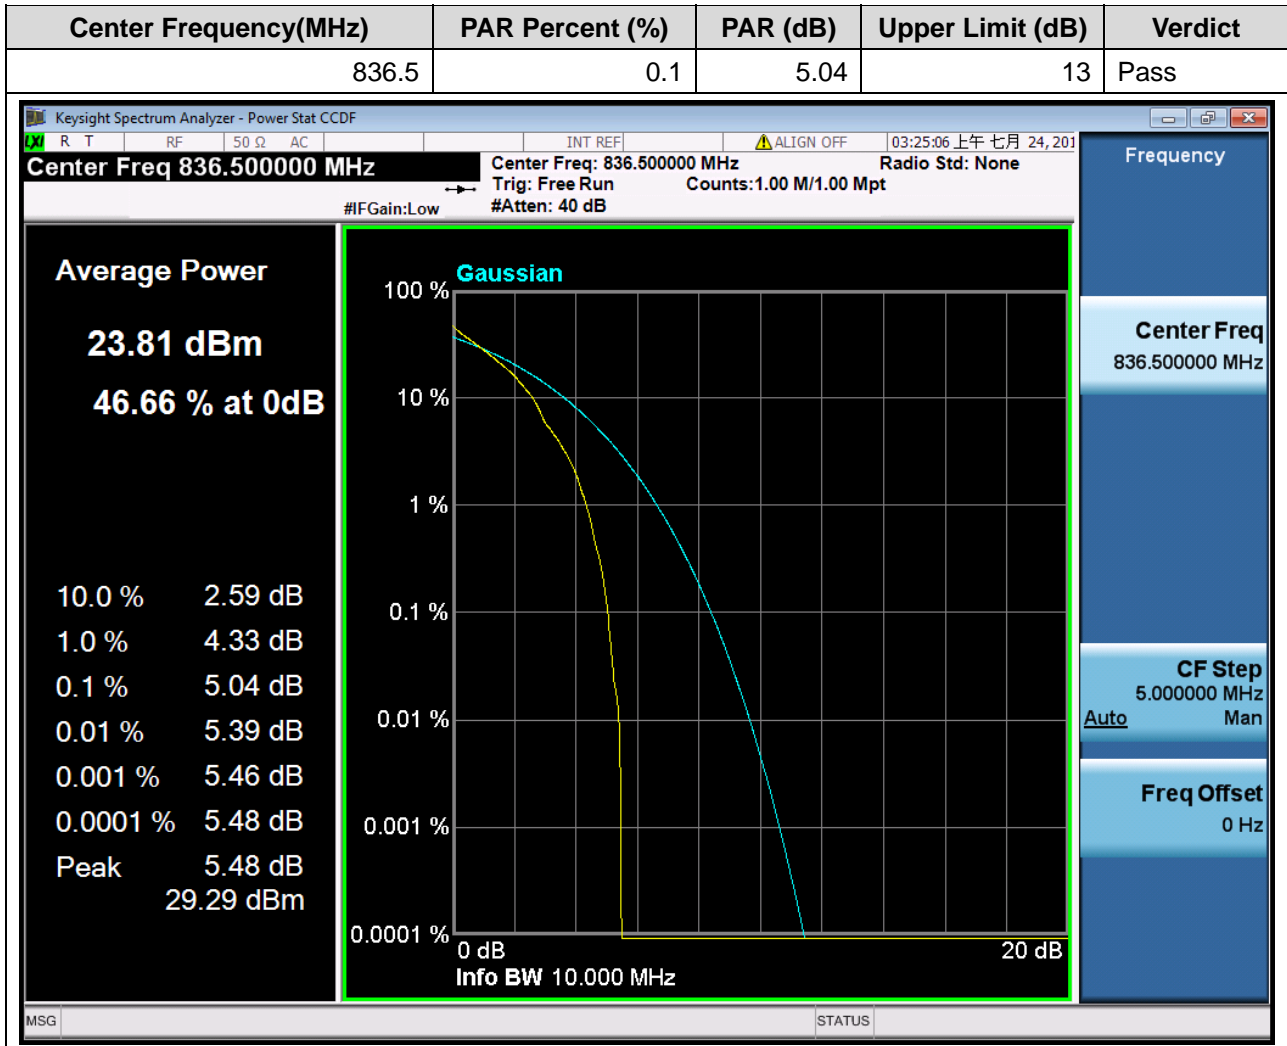 Center Frequency(MHz) PAR Percent (%) PAR (dB) Upper Limit (dB) Verdict
836.5 0.1 5.04 13 Pass
Keysight Spectrum Analyzer - Power Stat CCDF
LXI R T RF 50 Ω AC INT REF ALIGN OFF 03:25:06 上午 七月 24, 201
Center Freq 836.500000 MHz
Center Freq: 836.500000 MHz Radio Std: None
Trig: Free Run Counts:1.00 M/1.00 Mpt
#IFGain:Low #Atten: 40 dB
Average Power
23.81 dBm
46.66 % at 0dB
10.0 % 2.59 dB
1.0 % 4.33 dB
0.1 % 5.04 dB
0.01 % 5.39 dB
0.001 % 5.46 dB
0.0001 % 5.48 dB
Peak 5.48 dB
29.29 dBm
Gaussian
100 %
10 %
1 %
0.1 %
0.01 %
0.001 %
0.0001 %
0 dB 20 dB
Info BW 10.000 MHz
Frequency
Center Freq
836.500000 MHz
CF Step
5.000000 MHz
Auto Man
Freq Offset
0 Hz
MSG STATUS